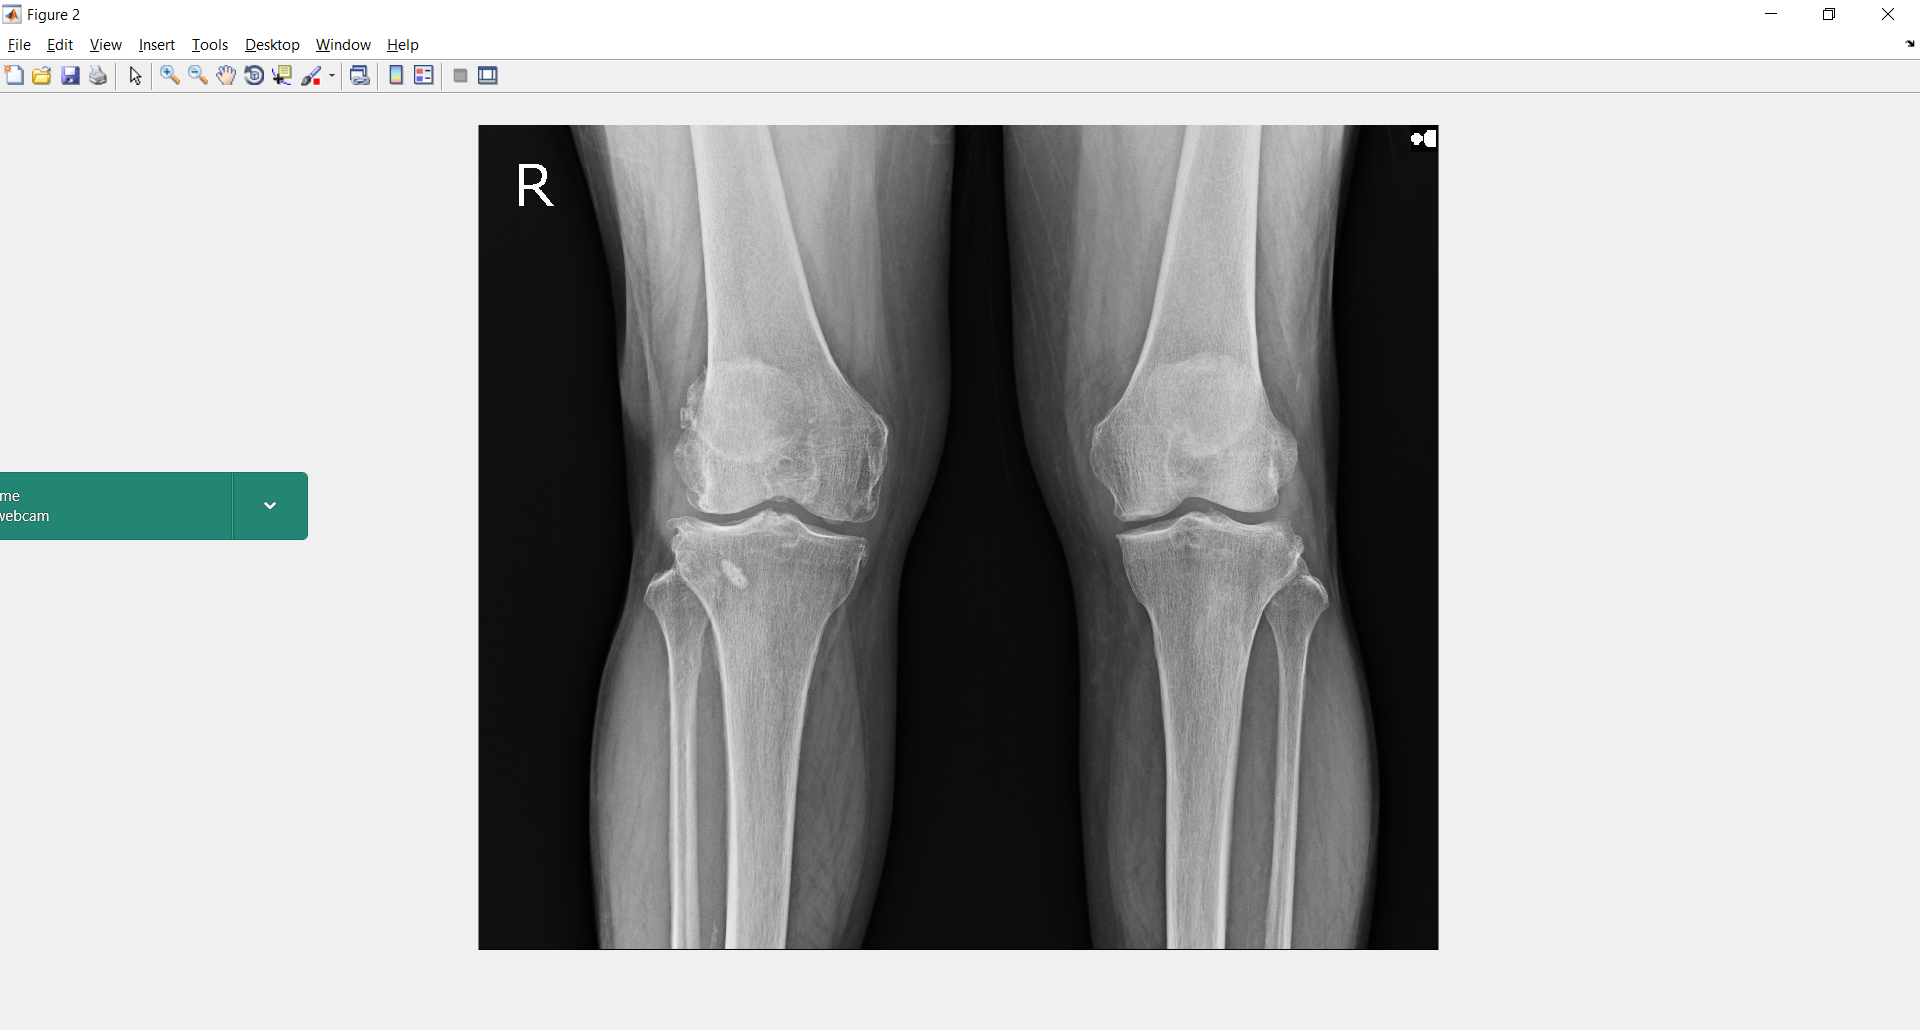 Figure 2
File Edit View Insert Tools Desktop Window Help
R
me
webcam